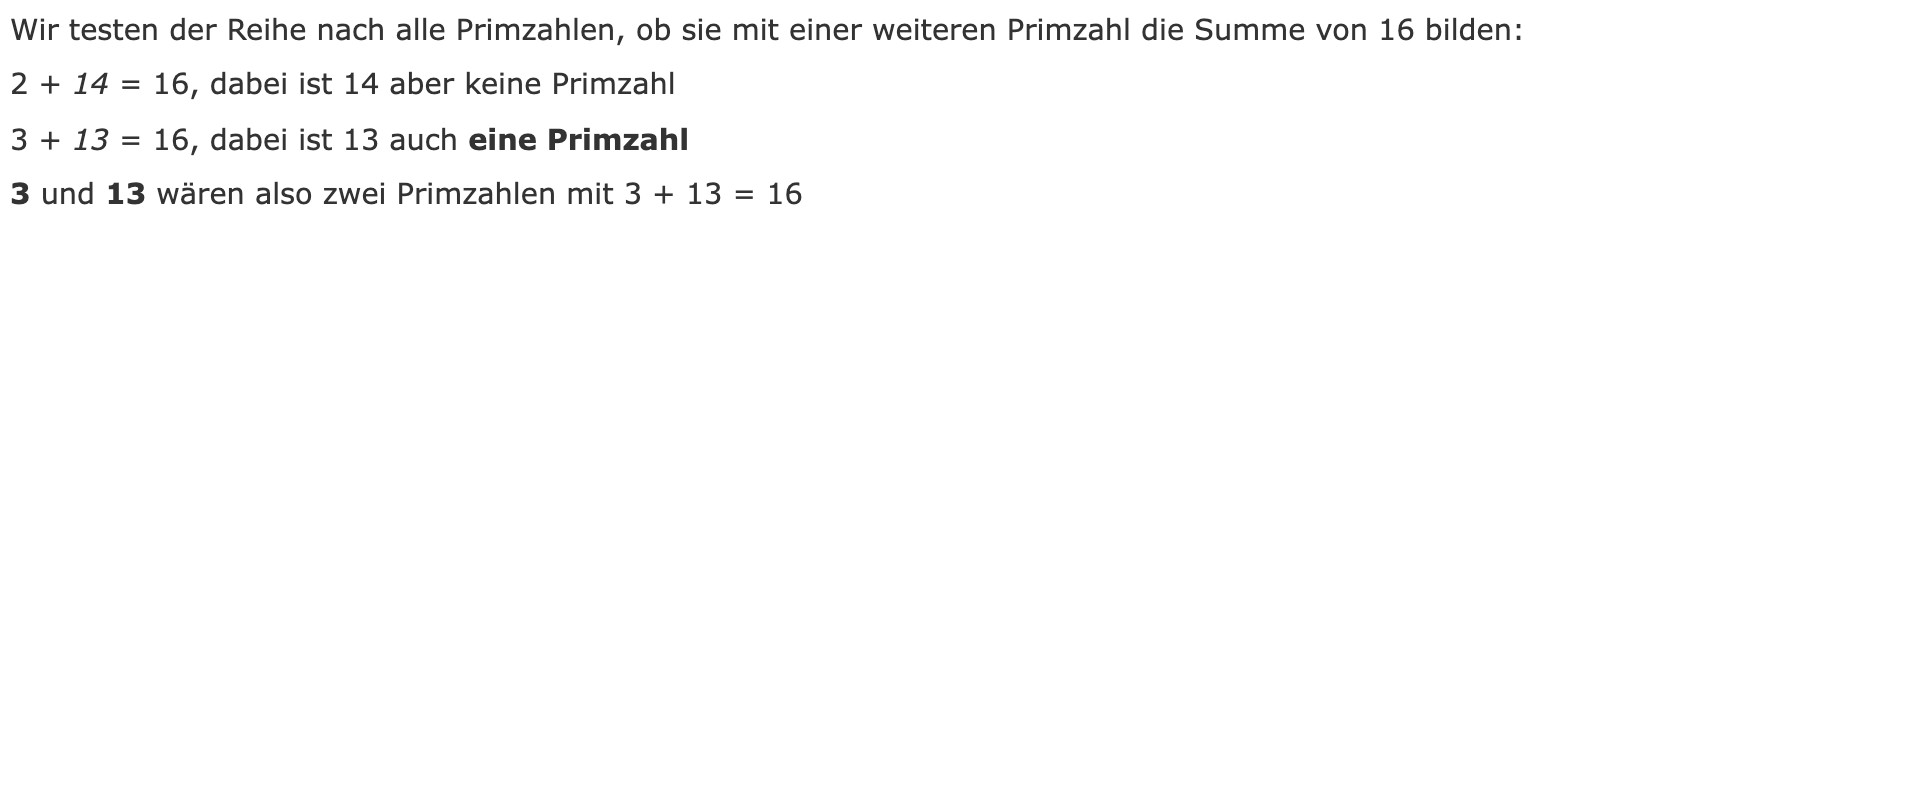 Wir testen der Reihe nach alle Primzahlen, ob sie mit einer weiteren Primzahl die Summe von 16 bilden:
2 + 14 = 16, dabei ist 14 aber keine Primzahl
3 + 13 = 16, dabei ist 13 auch eine Primzahl
3 und 13 wären also zwei Primzahlen mit 3 + 13 = 16